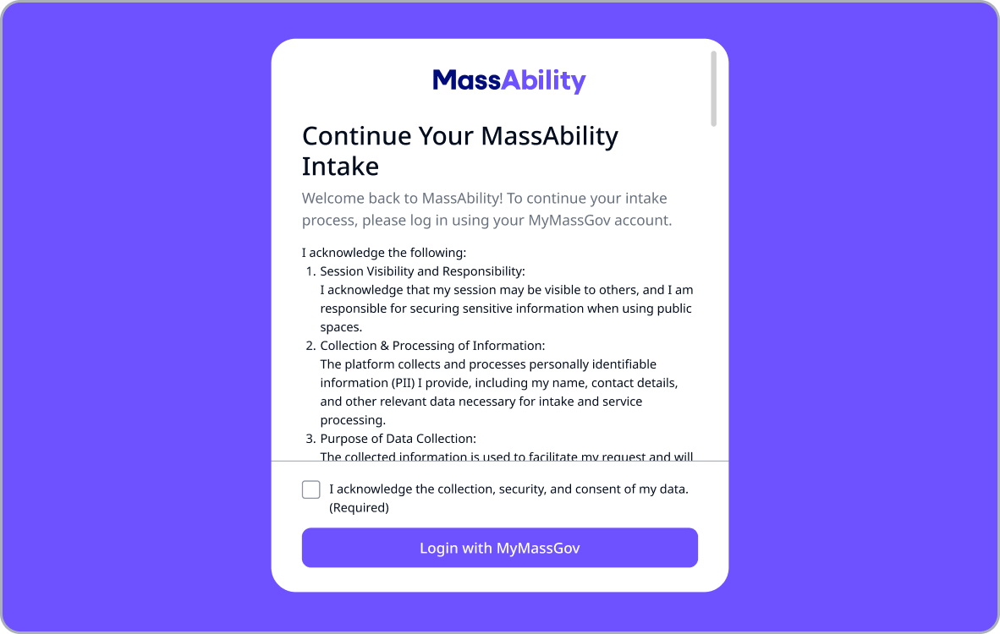 MassAbility
Continue Your MassAbility
Intake
Welcome back to MassAbility! To continue your intake
process, please log in using your MyMassGov account.
I acknowledge the following:
1. Session Visibility and Responsibility:
I acknowledge that my session may be visible to others, and I am
responsible for securing sensitive information when using public
spaces.
2. Collection & Processing of Information:
The platform collects and processes personally identifiable
information (PII) I provide, including my name, contact details,
and other relevant data necessary for intake and service
processing.
3. Purpose of Data Collection:
The collected information is used to facilitate my request and will
I acknowledge the collection, security, and consent of my data.
(Required)
Login with MyMassGov